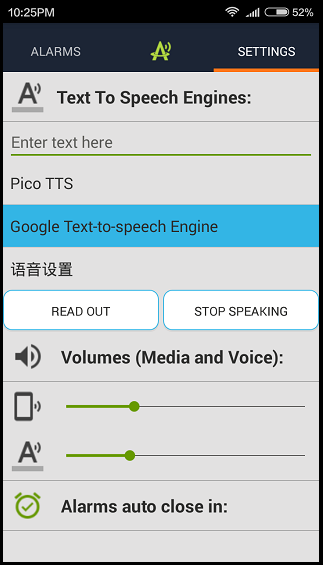 10:25PM 52%
ALARMS SETTINGS
A Text To Speech Engines:
Enter text here
Pico TTS
Google Text-to-speech Engine
语音设置
READ OUT STOP SPEAKING
Volumes (Media and Voice):
A
Alarms auto close in: